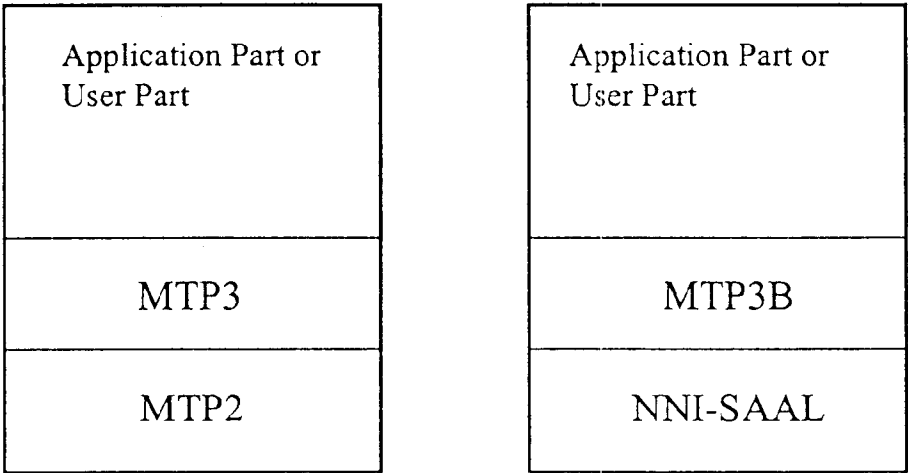 Application Part or
User Part
MTP3
MTP2
Application Part or
User Part
MTP3B
NNI-SAAL